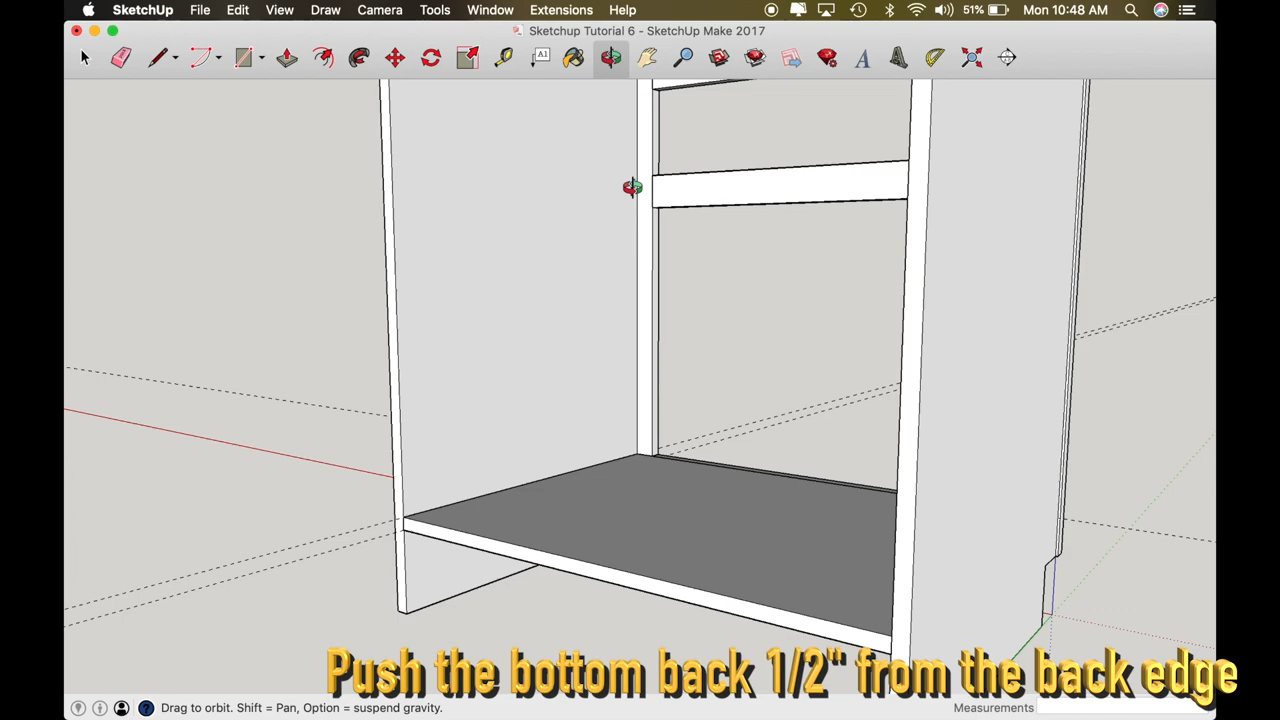 SketchUp File Edit View Draw Camera Tools Window Extensions Help 51% Mon 10:48 AM
Sketchup Tutorial 6 - SketchUp Make 2017
A1
Push the bottom back 1/2" from the back edge
Drag to orbit. Shift = Pan, Option = suspend gravity. Measurements